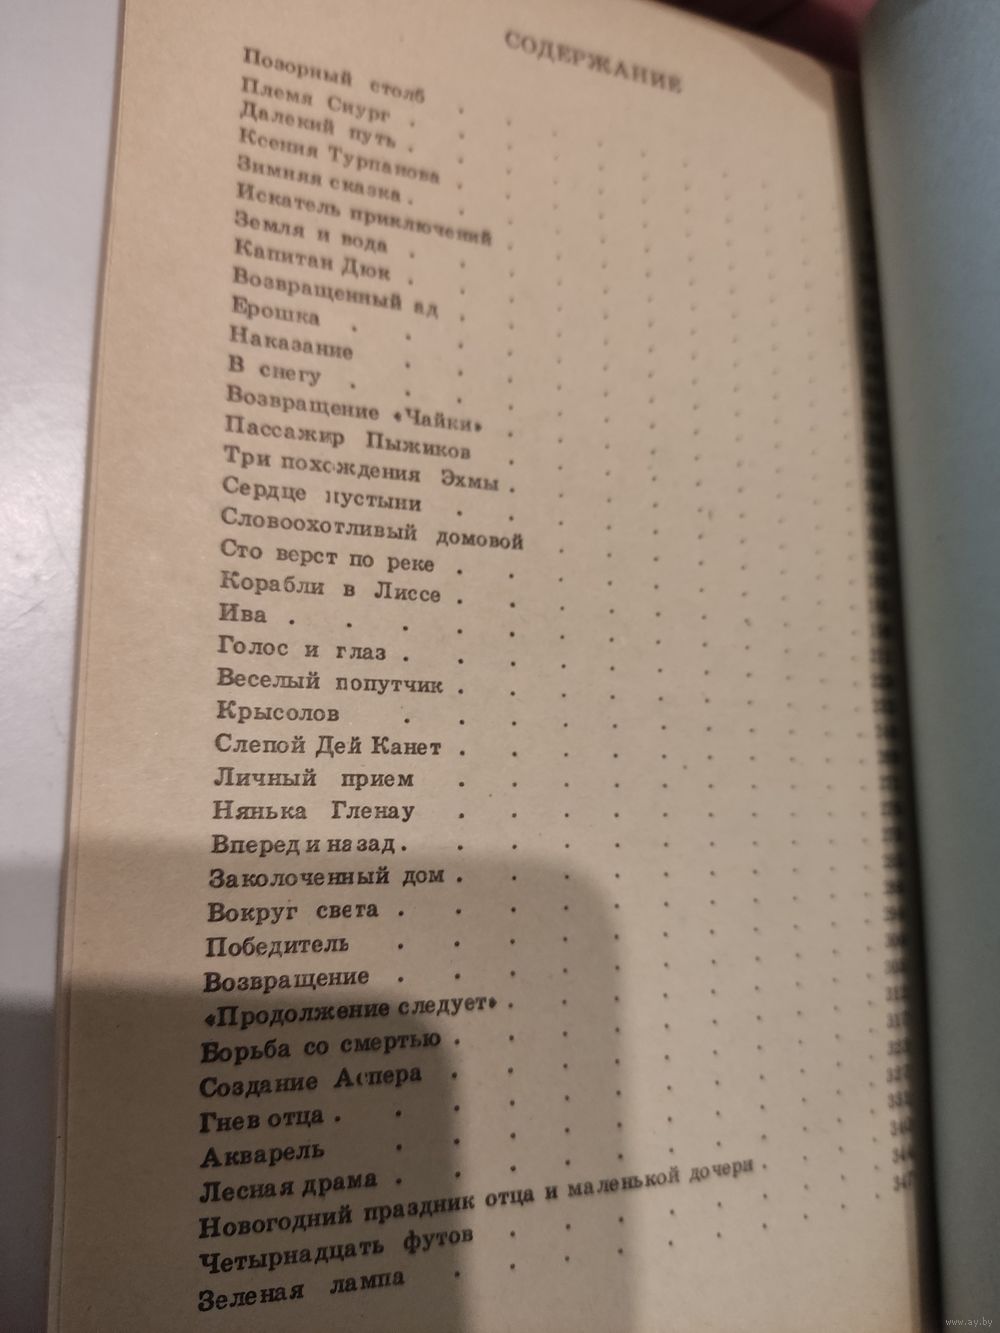 СОДЕРЖАНИЕ
Позорный столб
Племя Сиург
Далекий путь
Ксения Турпанова
Зимняя сказка
Искатель приключений
Земля и вода
Капитан Дюк
Возвращенный ад
Ерошка
Наказание
В снегу
Возвращение «Чайки»
Пассажир Пыжиков
Три похождения Эхмы
Сердце пустыни
Словоохотливый домовой
Сто верст по реке
Корабли в Лиссе
Ива
Голос и глаз
Веселый попутчик
Крысолов
Слепой Дей Канет
Личный прием
Нянька Гленау
Вперед и назад
Заколоченный дом
Вокруг света
Победитель
Возвращение
«Продолжение следует»
Борьба со смертью
Создание Аспера
Гнев отца
Акварель
Лесная драма
Новогодний праздник отца и маленькой дочери
Четырнадцать футов
Зеленая лампа 347
www.ay.by